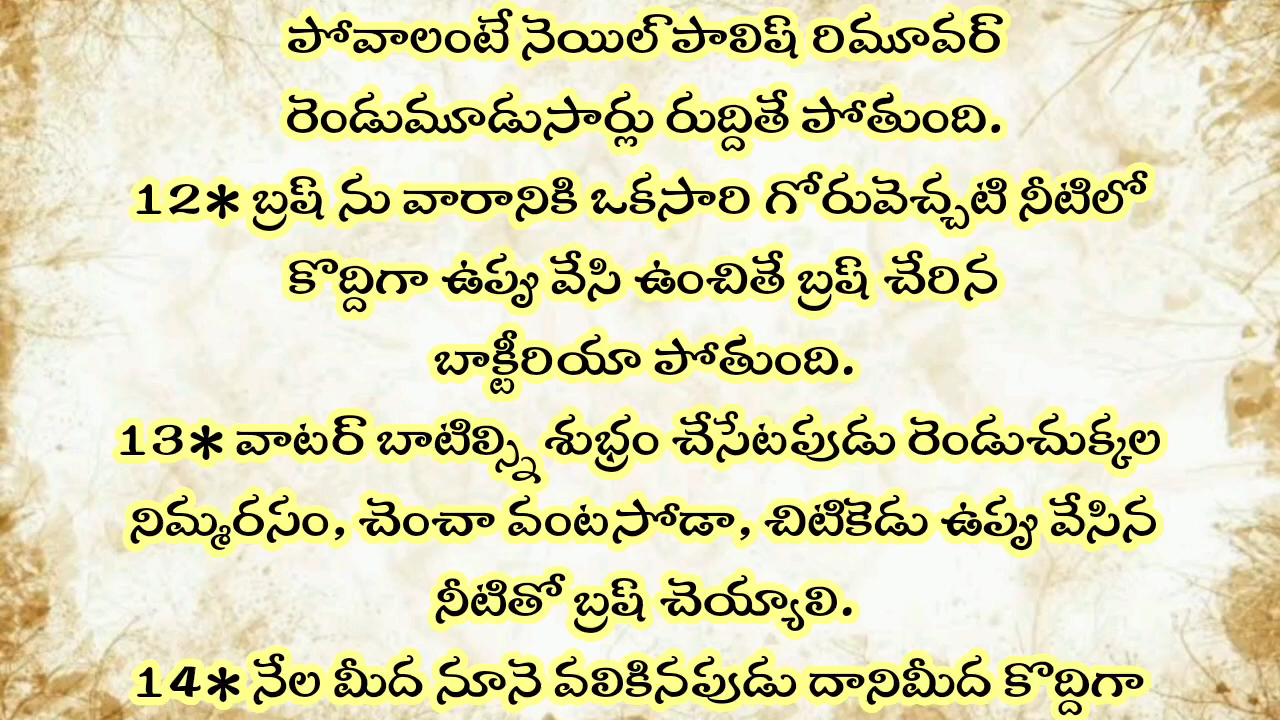 పోవాలంటే నెయిల్ పాలిష్ రిమూవర్
రెండుమూడుసార్లు రుద్దితే పోతుంది.
12* బ్రష్ ను వారానికి ఒకసారి గోరువెచ్చటి నీటిలో
కొద్దిగా ఉప్పు వేసి ఉంచితే బ్రష్ చేరిన
బాక్టీరియా పోతుంది.
13* వాటర్ బాటిల్స్ని శుభ్రం చేసేటప్పుడు రెండుచుక్కల
నిమ్మరసం, చెంచా వంటసోడా, చిటికెడు ఉప్పు వేసిన
నీటితో బ్రష్ చెయ్యాలి.
14* నేల మీద నూనె వలికినప్పుడు దానిమీద కొద్దిగా